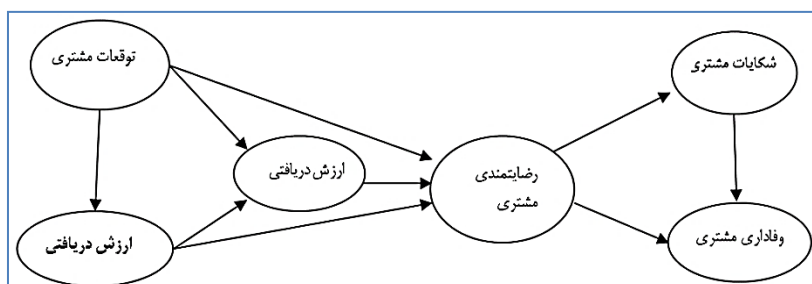 توقعات مشتری
شکایات مشتری
ارزش دریافتی
رضایتمندی
مشتری
ارزش دریافتی
وفاداری مشتری